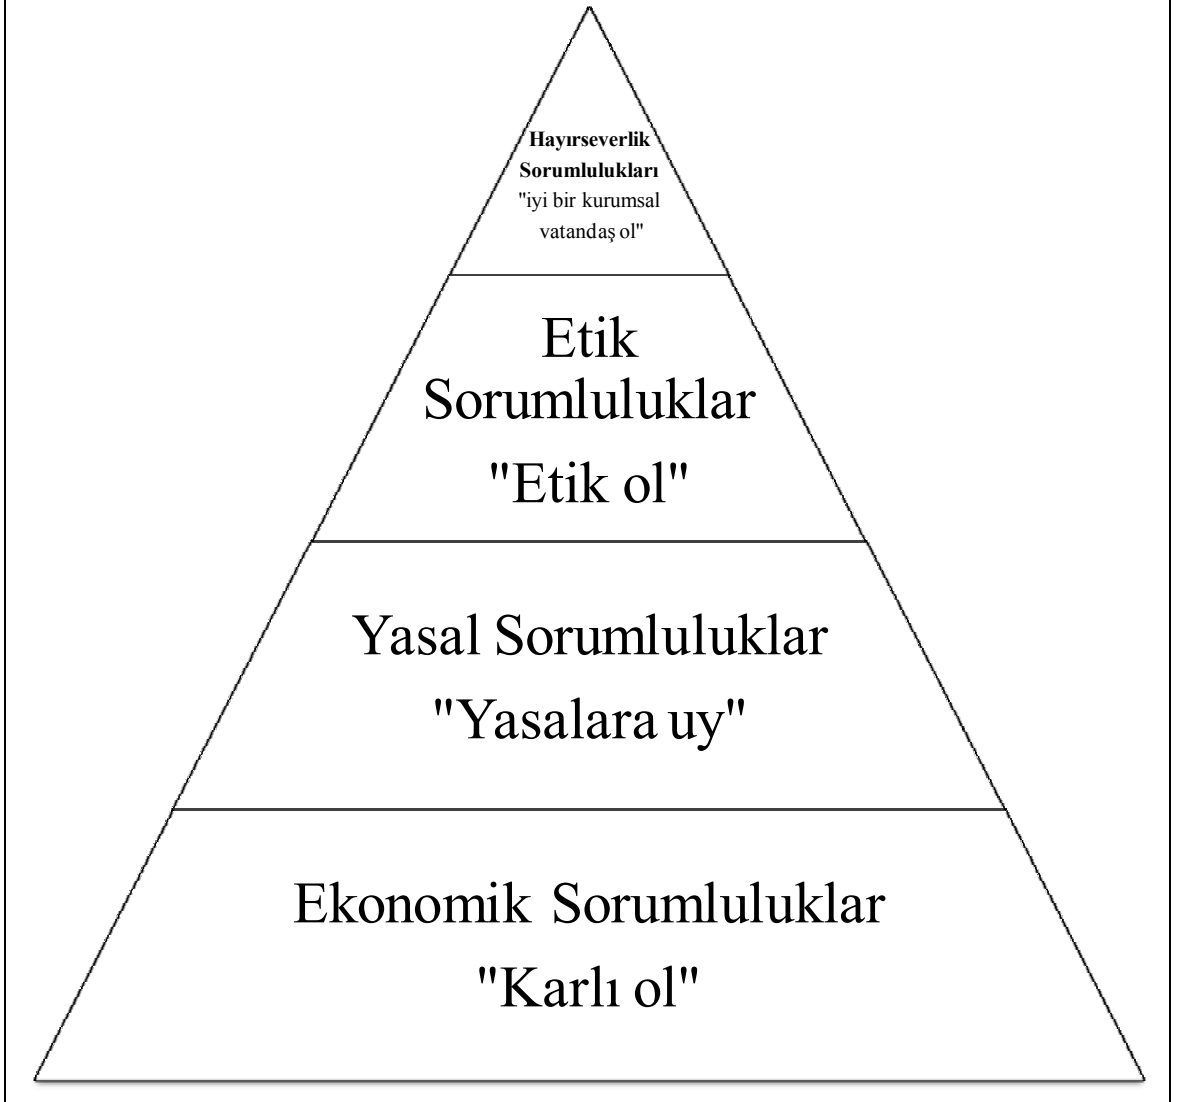 Hayırseverlik
Sorumlulukları
"iyi bir kurumsal
vatandaş ol"
Etik
Sorumluluklar
"Etik ol"
Yasal Sorumluluklar
"Yasalara uy"
Ekonomik Sorumluluklar
"Karlı ol"